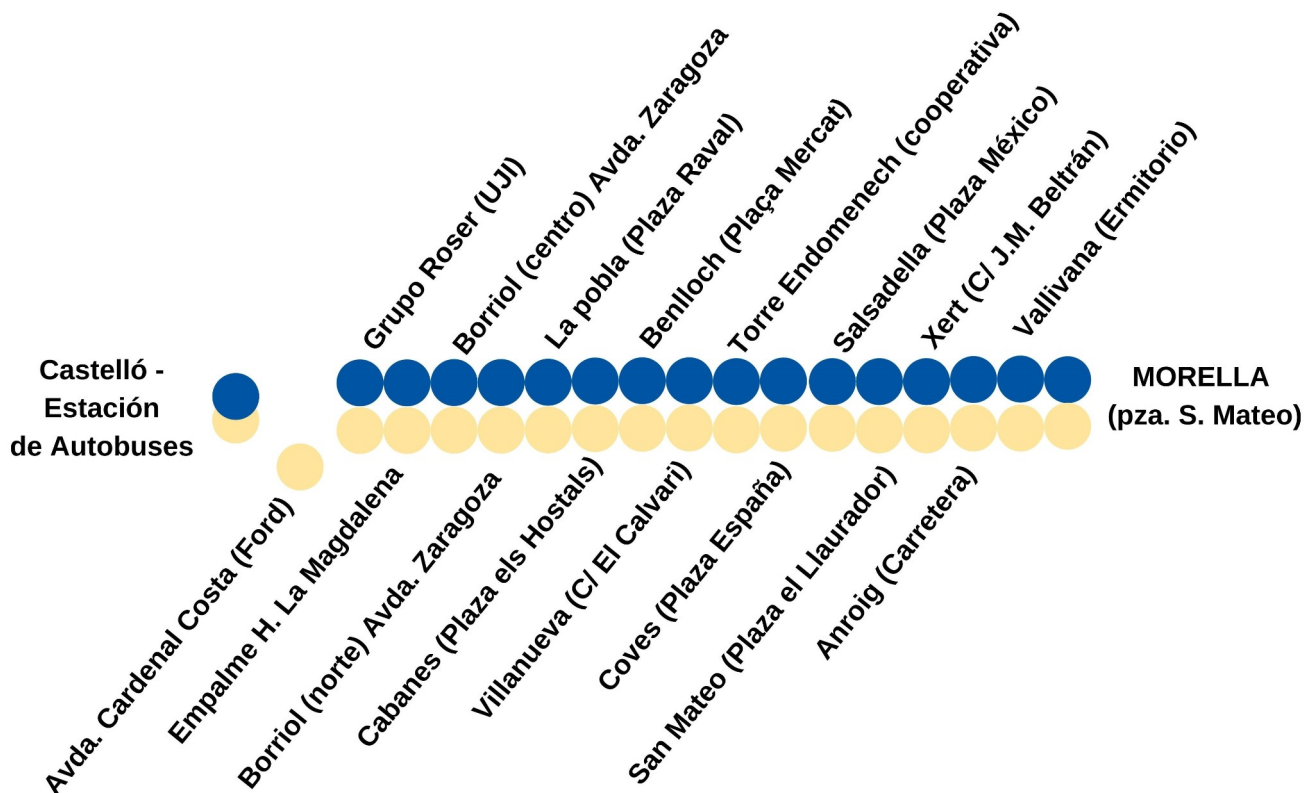 Castelló -
Estación
de Autobuses
Avda. Cardenal Costa (Ford)
Grupo Roser (UJI)
Empalme H. La Magdalena
Borriol (centro) Avda. Zaragoza
Borriol (norte) Avda. Zaragoza
La pobla (Plaza Raval)
Cabanes (Plaza els Hostals)
Benlloch (Plaça Mercat)
Villanueva (C/ El Calvari)
Torre Endomenech (cooperativa)
Coves (Plaza España)
Salsadella (Plaza México)
San Mateo (Plaza el Llaurador)
Xert (C/ J.M. Beltrán)
Anroig (Carretera)
Vallivana (Ermitorio)
MORELLA
(pza. S. Mateo)